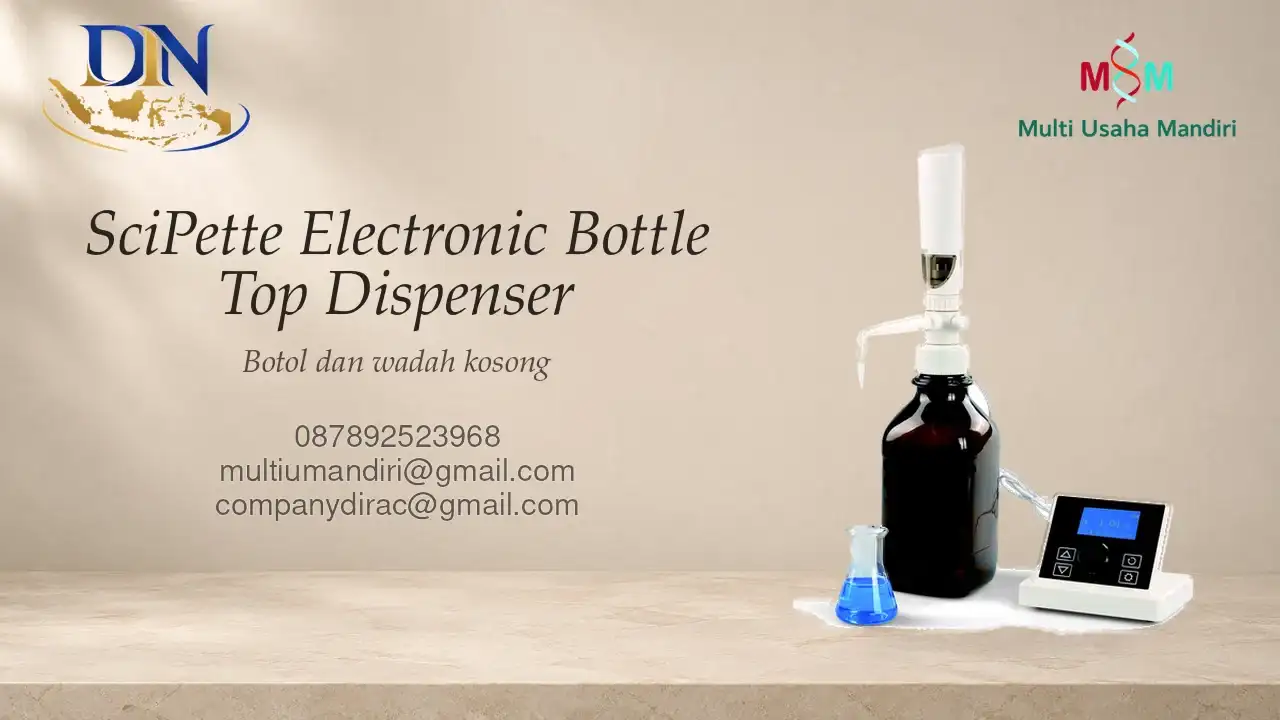 DIN
MSM
Multi Usaha Mandiri
SciPette Electronic Bottle
Top Dispenser
Botol dan wadah kosong
087892523968
multiumandiri@gmail.com
companydirac@gmail.com